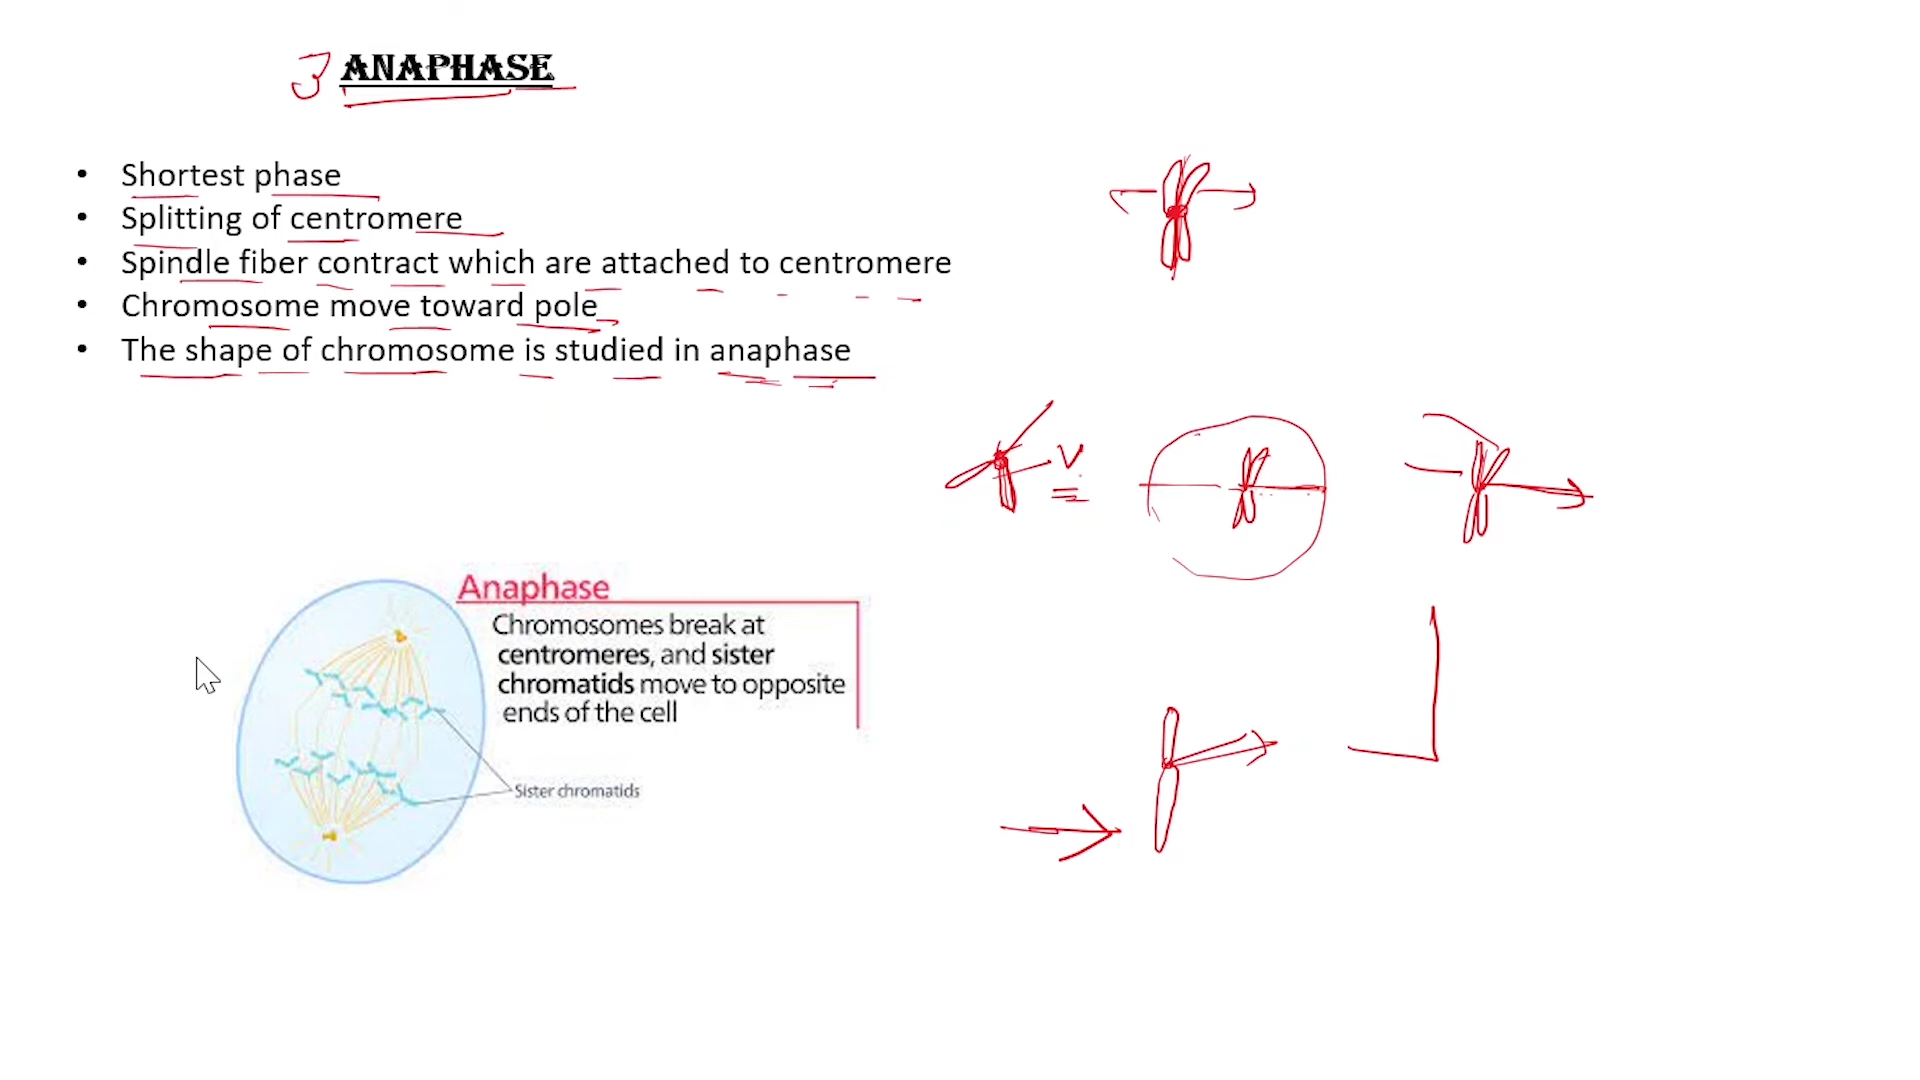 3 ANAPHASE
• Shortest phase
• Splitting of centromere
• Spindle fiber contract which are attached to centromere
• Chromosome move toward pole
• The shape of chromosome is studied in anaphase
V
Anaphase
Chromosomes break at
centromeres, and sister
chromatids move to opposite
ends of the cell
Sister chromatids